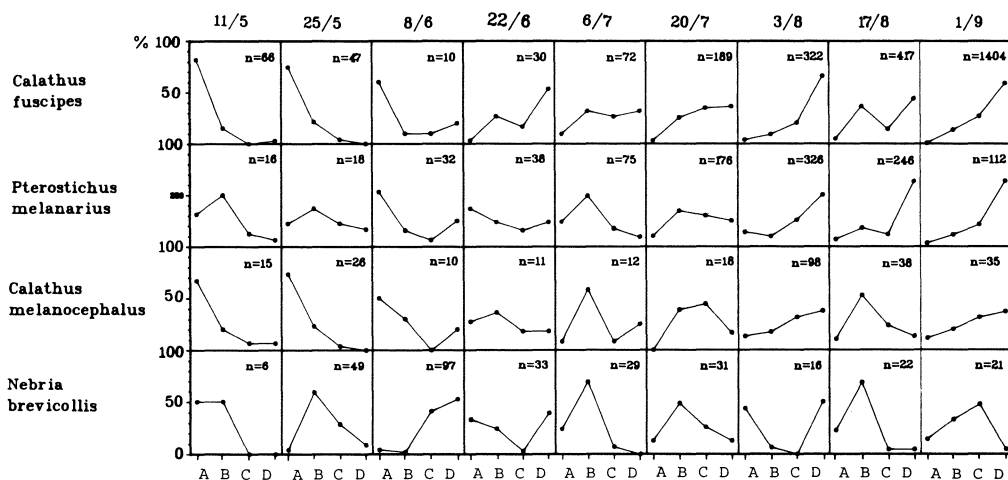 11/5 25/5 8/6 22/6 6/7 20/7 3/8 17/8 1/9
% 100
n=66 n=47 n=10 n=30 n=72 n=189 n=322 n=417 n=1404
Calathus
fuscipes
50
100
n=16 n=18 n=32 n=38 n=75 n=176 n=326 n=246 n=112
Pterostichus
melanarius
100
n=15 n=26 n=10 n=11 n=12 n=18 n=98 n=38 n=35
Calathus
melanocephalus
50
100
n=6 n=49 n=97 n=33 n=29 n=31 n=16 n=22 n=21
Nebria
brevicollis
50
0
A B C D A B C D A B C D A B C D A B C D A B C D A B C D A B C D A B C D